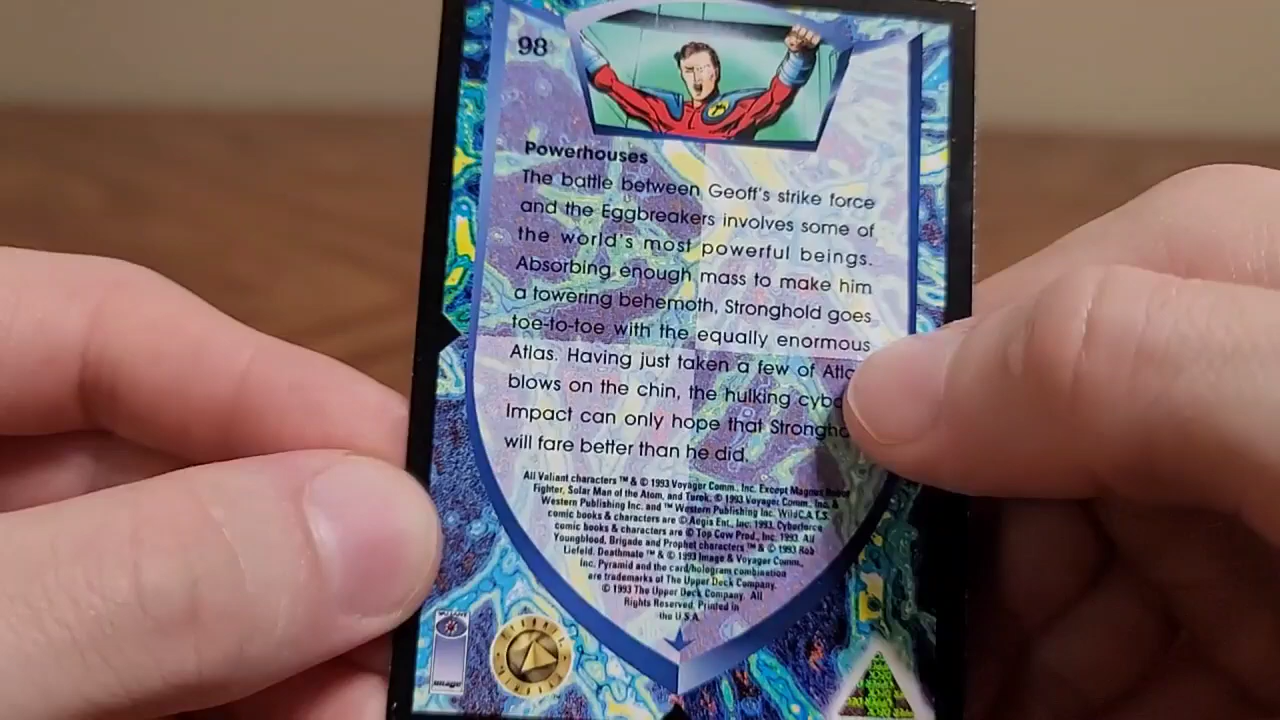 98
Powerhouses
The battle between Geoff's strike force
and the Eggbreakers involves some of
the world's most powerful beings.
Absorbing enough mass to make him
a towering behemoth, Stronghold goes
toe-to-toe with the equally enormous
Atlas. Having just taken a few of Atla
blows on the chin, the hulking cybo
Impact can only hope that Strongho
will fare better than he did.
All Valiant characters ™ & © 1993 Voyager Comm., Inc. Except Magnus Robot
Fighter, Solar Man of the Atom, and Turok. © 1993 Voyager Comm., Inc. &
Western Publishing Inc. and ™ Western Publishing Inc. WildC.A.T.S.
comic books & characters are © Aegis Ent., Inc. 1993. Cyberforce
comic books & characters are © Top Cow Prod., Inc. 1993. All
Youngblood, Brigade and Prophet characters ™ & © 1993 Rob
Liefeld. Deathmate ™ & © 1993 Image & Voyager Comm.,
Inc. Pyramid and the card/hologram combination
are trademarks of The Upper Deck Company.
© 1993 The Upper Deck Company. All
Rights Reserved. Printed in
the U.S.A.
VALIANT
image